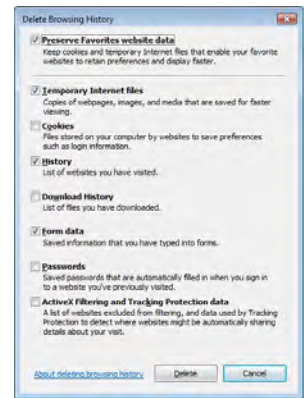 Delete Browsing History
Preserve Favorites website data
Keep cookies and temporary Internet files that enable your favorite
websites to retain preferences and display faster.
Temporary Internet files
Copies of webpages, images, and media that are saved for faster
viewing.
Cookies
Files stored on your computer by websites to save preferences
such as login information.
History
List of websites you have visited.
Download History
List of files you have downloaded.
Form data
Saved information that you have typed into forms.
Passwords
Saved passwords that are automatically filled in when you sign in
to a website you've previously visited.
ActiveX Filtering and Tracking Protection data
A list of websites excluded from filtering, and data used by Tracking
Protection to detect where websites might be automatically sharing
details about your visit.
About deleting browsing history Delete Cancel